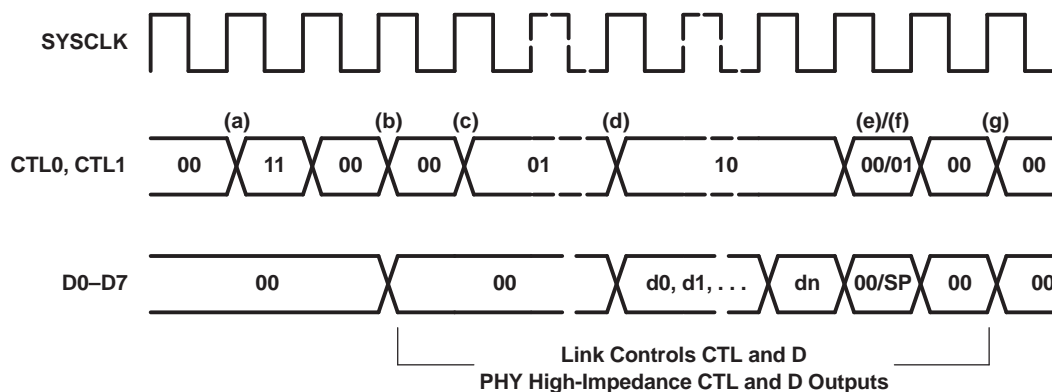 SYSCLK
(a) (b) (c) (d) (e)/(f) (g)
CTL0, CTL1 00 11 00 00 01 10 00/01 00 00
D0–D7 00 00 d0, d1, . . . dn 00/SP 00 00
Link Controls CTL and D
PHY High-Impedance CTL and D Outputs